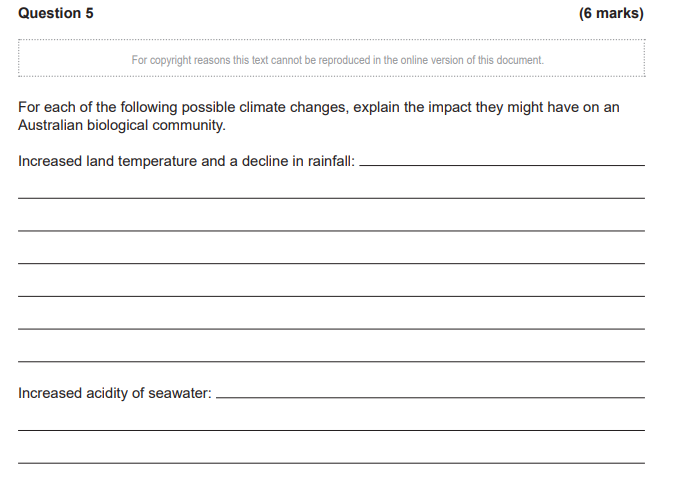 Question 5 (6 marks)
For copyright reasons this text cannot be reproduced in the online version of this document.
For each of the following possible climate changes, explain the impact they might have on an
Australian biological community.
Increased land temperature and a decline in rainfall:
Increased acidity of seawater: